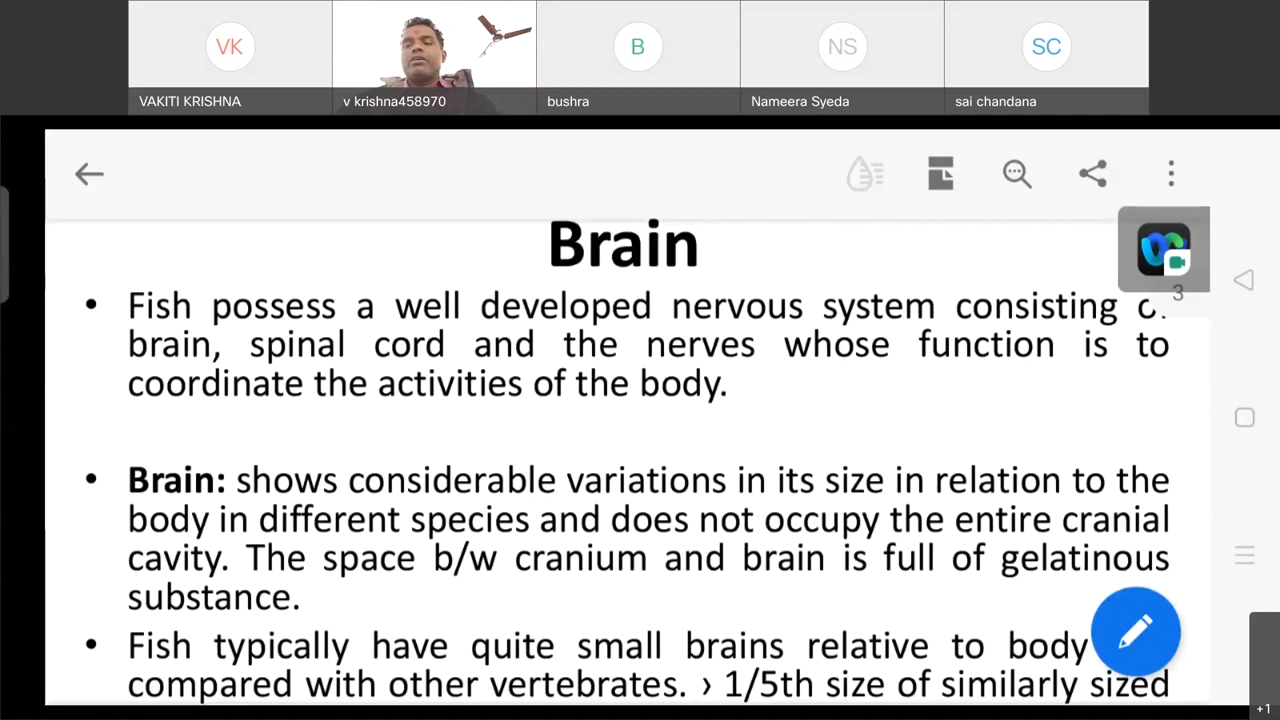 VK
B
NS
SC
VAKITI KRISHNA
v krishna458970
bushra
Nameera Syeda
sai chandana
Brain
3
• Fish possess a well developed nervous system consisting
brain, spinal cord and the nerves whose function is to
coordinate the activities of the body.
• Brain: shows considerable variations in its size in relation to the
body in different species and does not occupy the entire cranial
cavity. The space b/w cranium and brain is full of gelatinous
substance.
• Fish typically have quite small brains relative to body
compared with other vertebrates. › 1/5th size of similarly sized
+1